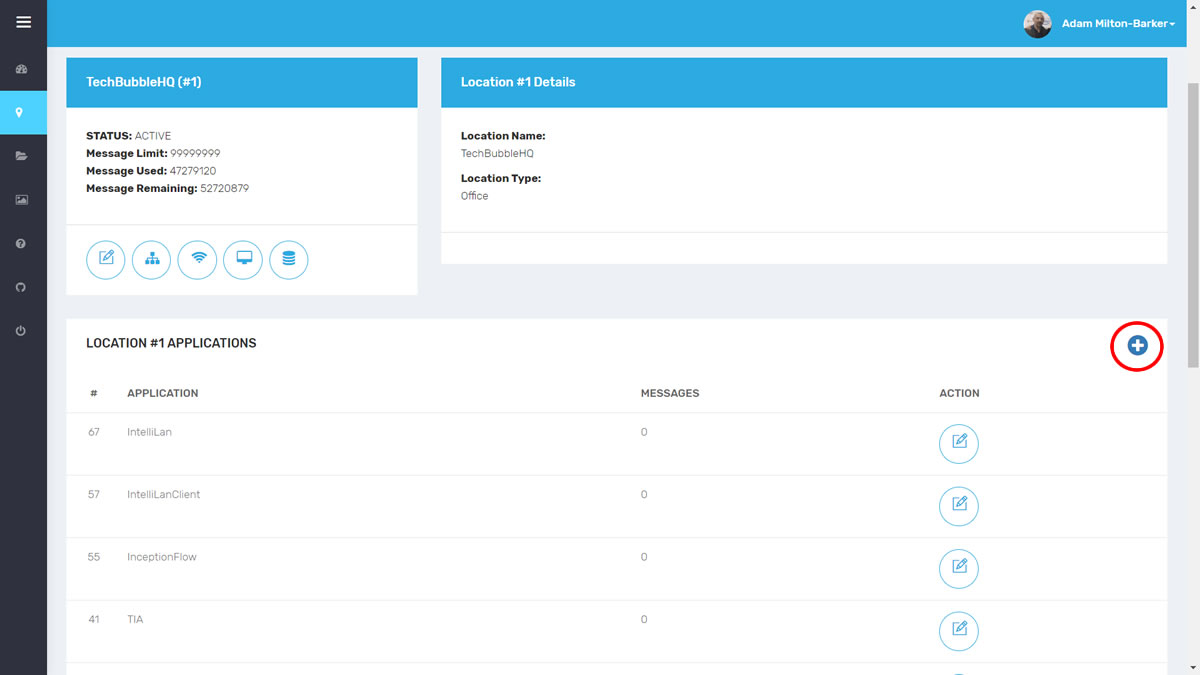 Adam Milton-Barker
TechBubbleHQ (#1)
STATUS: ACTIVE
Message Limit: 99999999
Message Used: 47279120
Message Remaining: 52720879
Location #1 Details
Location Name:
TechBubbleHQ
Location Type:
Office
LOCATION #1 APPLICATIONS
# APPLICATION MESSAGES ACTION
67 IntelliLan 0
57 IntelliLanClient 0
55 InceptionFlow 0
41 TIA 0